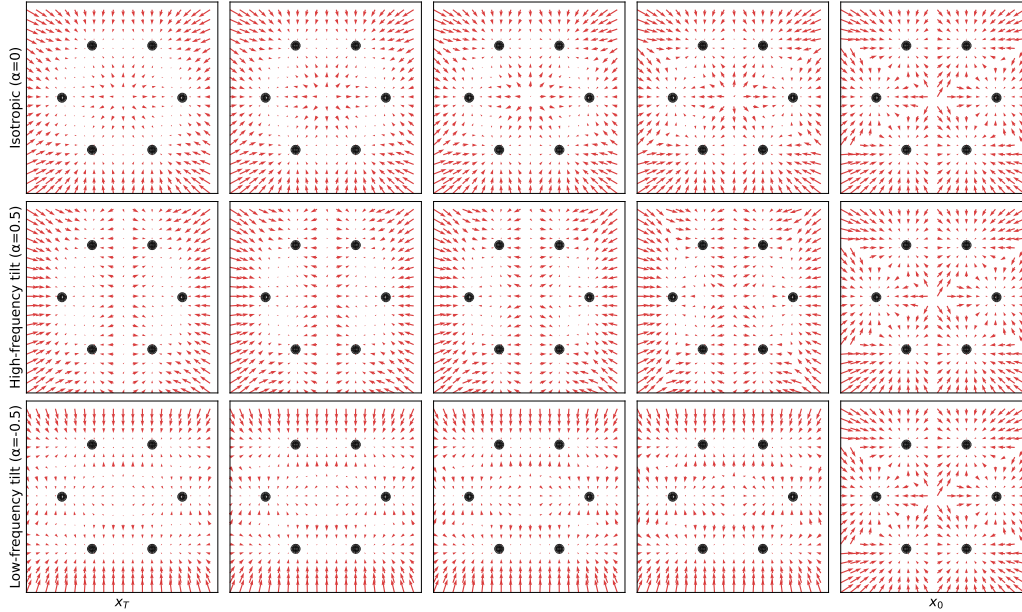 Isotropic (α=0)
High-frequency tilt (α=0.5)
Low-frequency tilt (α=-0.5)
x_T
x_0